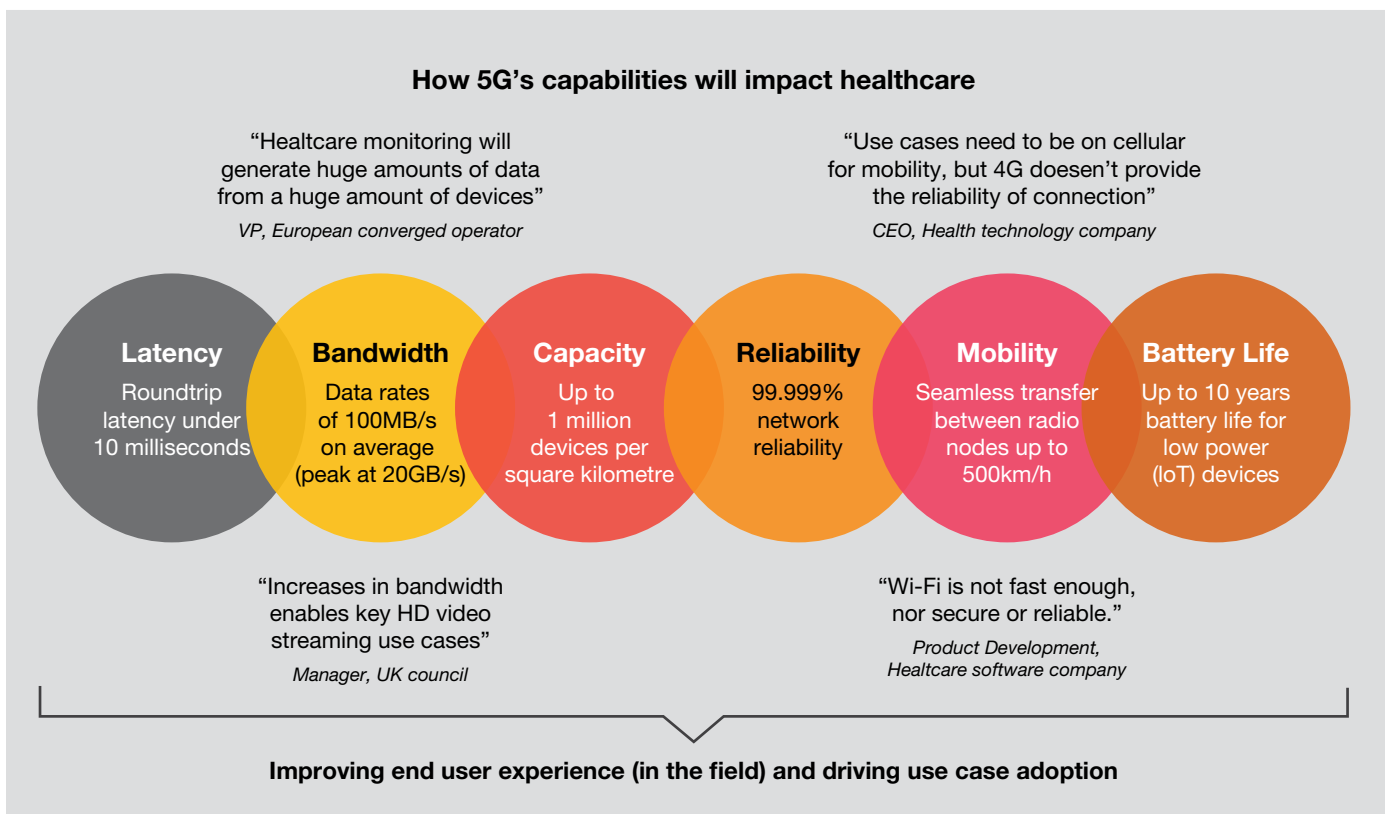 How 5G's capabilities will impact healthcare
“Healtcare monitoring will
generate huge amounts of data
from a huge amount of devices”
VP, European converged operator
“Use cases need to be on cellular
for mobility, but 4G doesen't provide
the reliability of connection”
CEO, Health technology company
Latency
Roundtrip
latency under
10 milliseconds
Bandwidth
Data rates
of 100MB/s
on average
(peak at 20GB/s)
Capacity
Up to
1 million
devices per
square kilometre
Reliability
99.999%
network
reliability
Mobility
Seamless transfer
between radio
nodes up to
500km/h
Battery Life
Up to 10 years
battery life for
low power
(IoT) devices
“Increases in bandwidth
enables key HD video
streaming use cases”
Manager, UK council
“Wi-Fi is not fast enough,
nor secure or reliable.”
Product Development,
Healtcare software company
Improving end user experience (in the field) and driving use case adoption